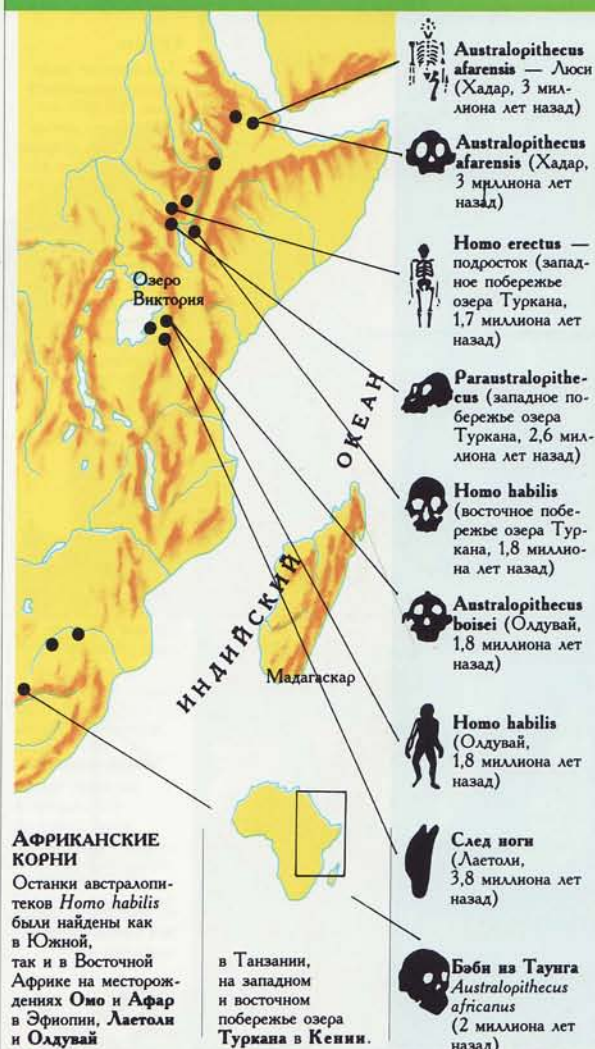 Australopithecus
afarensis — Люси
(Хадар, 3 мил-
лиона лет
назад)
Australopithecus
afarensis (Хадар,
3 миллиона лет
назад)
Homo erectus —
подросток (запад-
ное побережье
озера Туркана,
1,7 миллиона лет
назад)
Paraustralopithe-
cus (западное по-
бережье озера
Туркана, 2,6 мил-
лиона лет назад)
Homo habilis
(восточное побе-
режье озера Тур-
кана, 1,8 миллио-
на лет назад)
Australopithecus
boisei (Олдувай,
1,8 миллиона лет
назад)
Homo habilis
(Олдувай,
1,8 миллиона лет
назад)
След ноги
(Лаетоли,
3,8 миллиона лет
назад)
Бэби из Таунга
Australopithecus
africanus
(2 миллиона лет
назад)
Озеро
Виктория
ИНДИЙСКИЙ ОКЕАН
Мадагаскар
АФРИКАНСКИЕ
КОРНИ
Останки австралопи-
теков Homo habilis
были найдены как
в Южной,
так и в Восточной
Африке на месторож-
дениях Омо и Афар
в Эфиопии, Лаетоли
и Олдувай
в Танзании,
на западном
и восточном
побережье озера
Туркана в Кении.